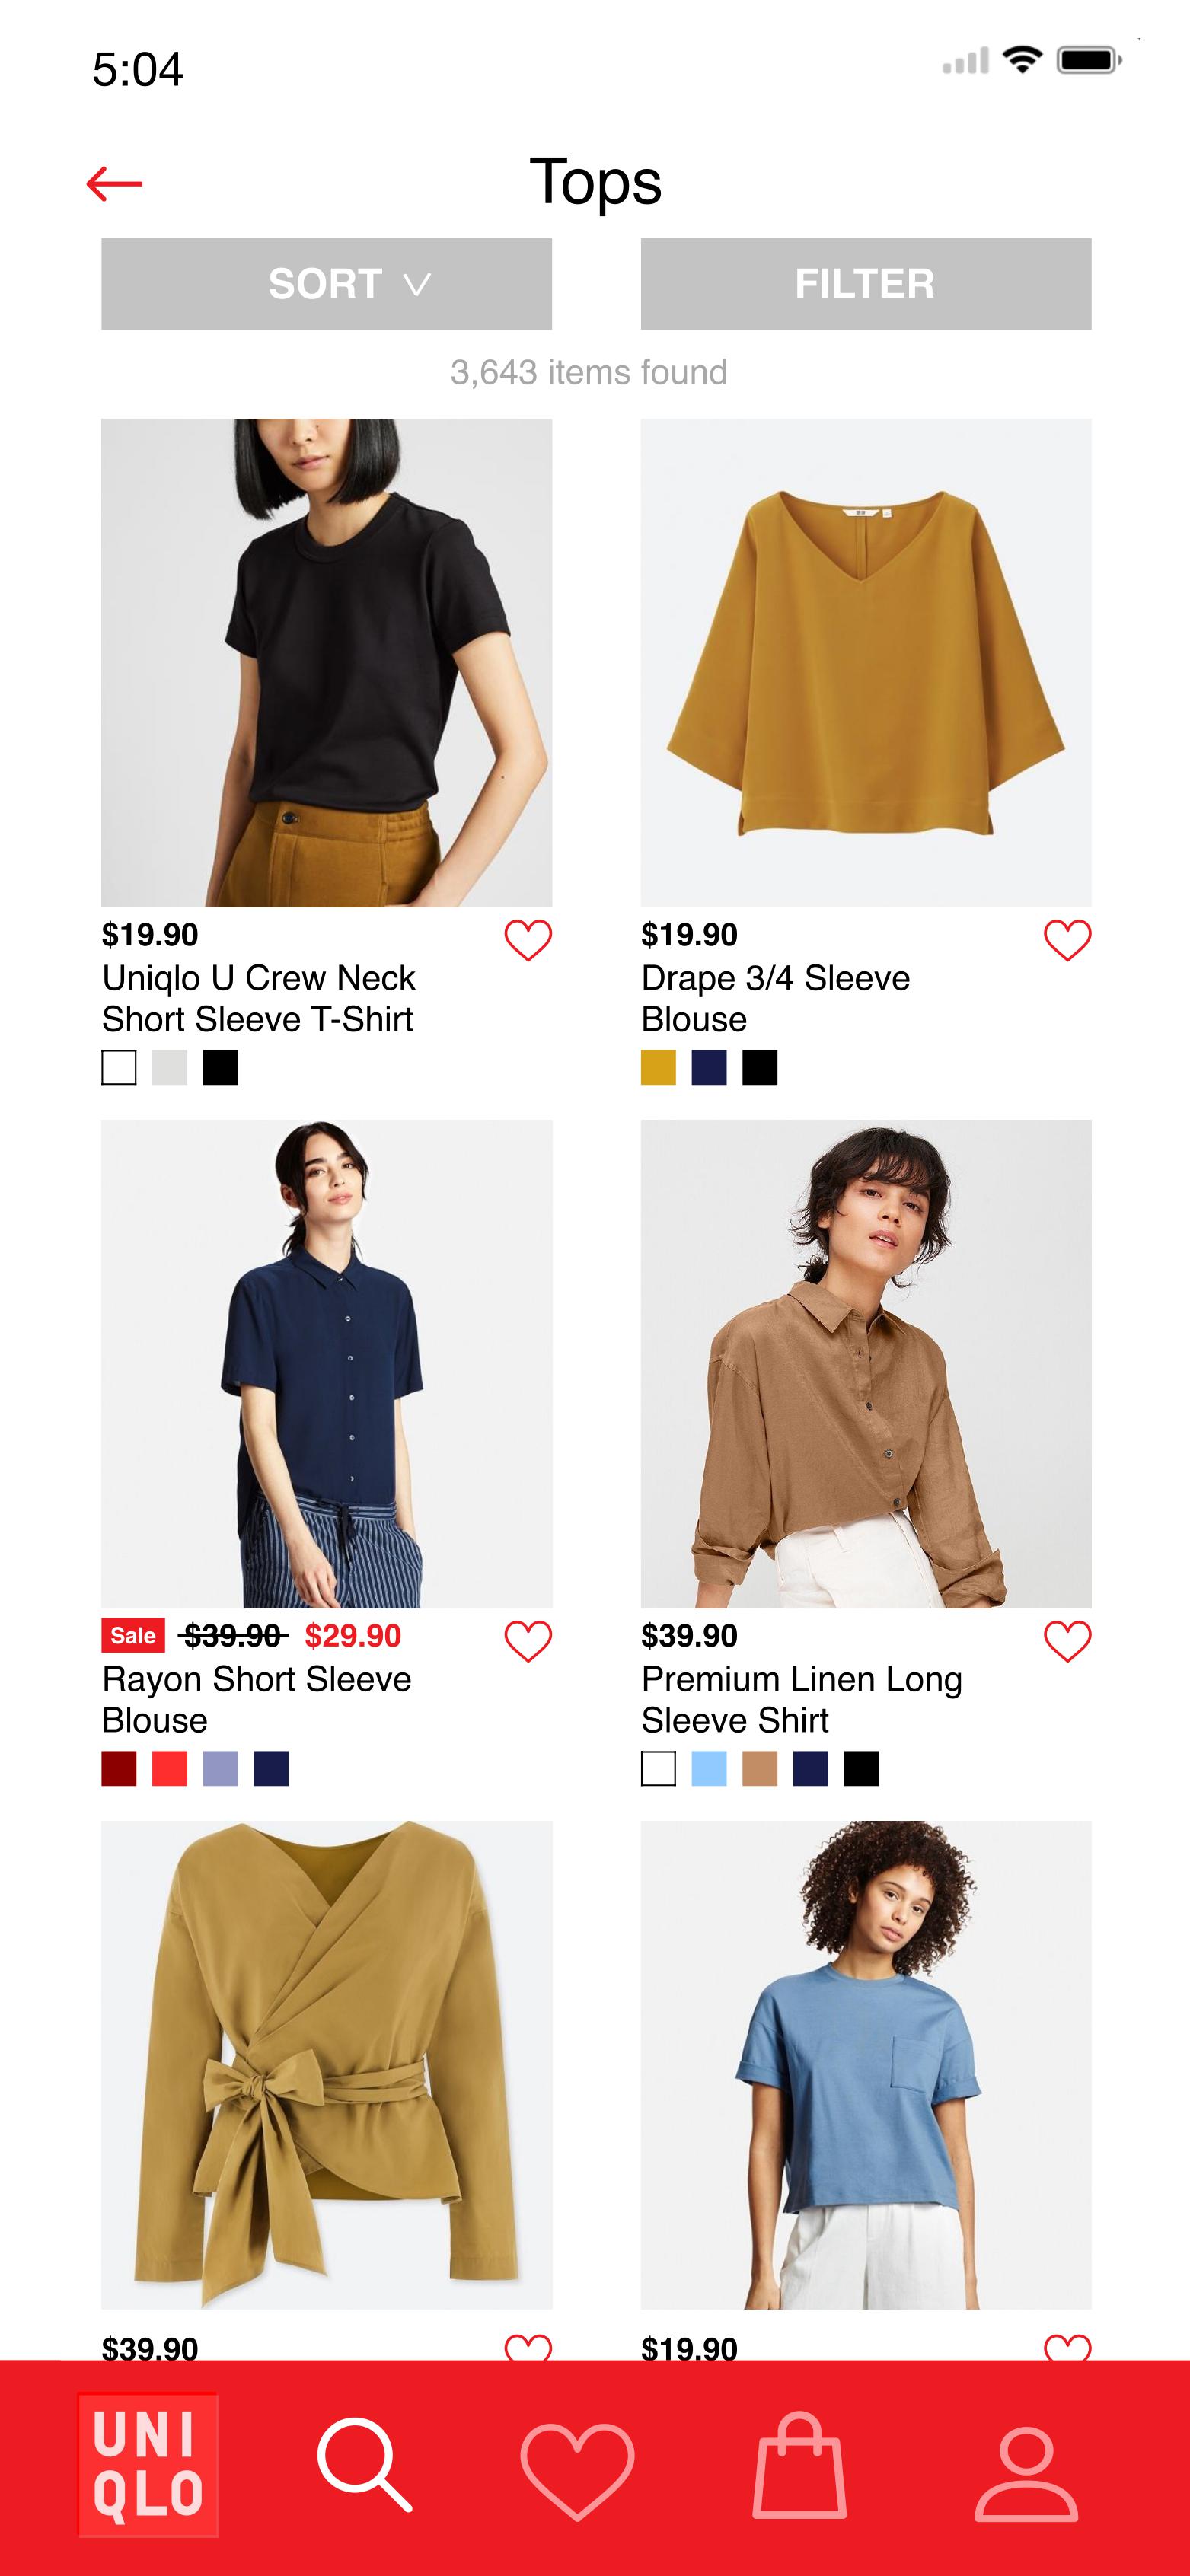 5:04
Tops
SORT
FILTER
3,643 items found
$19.90
Uniqlo U Crew Neck
Short Sleeve T-Shirt
$19.90
Drape 3/4 Sleeve
Blouse
Sale $39.90 $29.90
Rayon Short Sleeve
Blouse
$39.90
Premium Linen Long
Sleeve Shirt
$39.90
$19.90
UNI
QLO